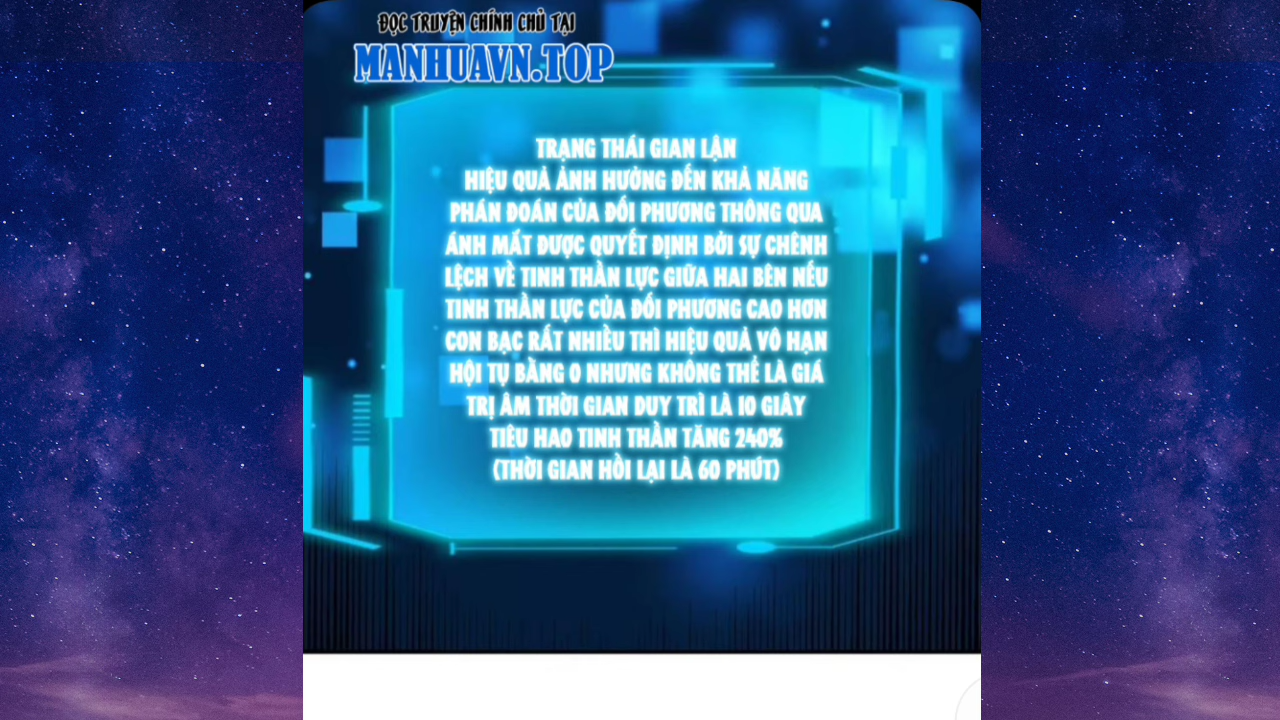 ĐỌC TRUYỆN CHÍNH CHỦ TẠI
MANHUAVN.TOP
TRẠNG THÁI GIAN LẬN
HIỆU QUẢ ẢNH HƯỞNG ĐẾN KHẢ NĂNG
PHÁN ĐOÁN CỦA ĐỐI PHƯƠNG THÔNG QUA
ÁNH MẮT ĐƯỢC QUYẾT ĐỊNH BỞI SỰ CHÊNH
LỆCH VỀ TINH THẦN LỰC GIỮA HAI BÊN NẾU
TINH THẦN LỰC CỦA ĐỐI PHƯƠNG CAO HƠN
CON BẠC RẤT NHIỀU THÌ HIỆU QUẢ VÔ HẠN
HỘI TỤ BẰNG 0 NHƯNG KHÔNG THỂ LÀ GIÁ
TRỊ ÂM THỜI GIAN DUY TRÌ LÀ 10 GIÂY
TIÊU HAO TINH THẦN TĂNG 240%
(THỜI GIAN HỒI LẠI LÀ 60 PHÚT)